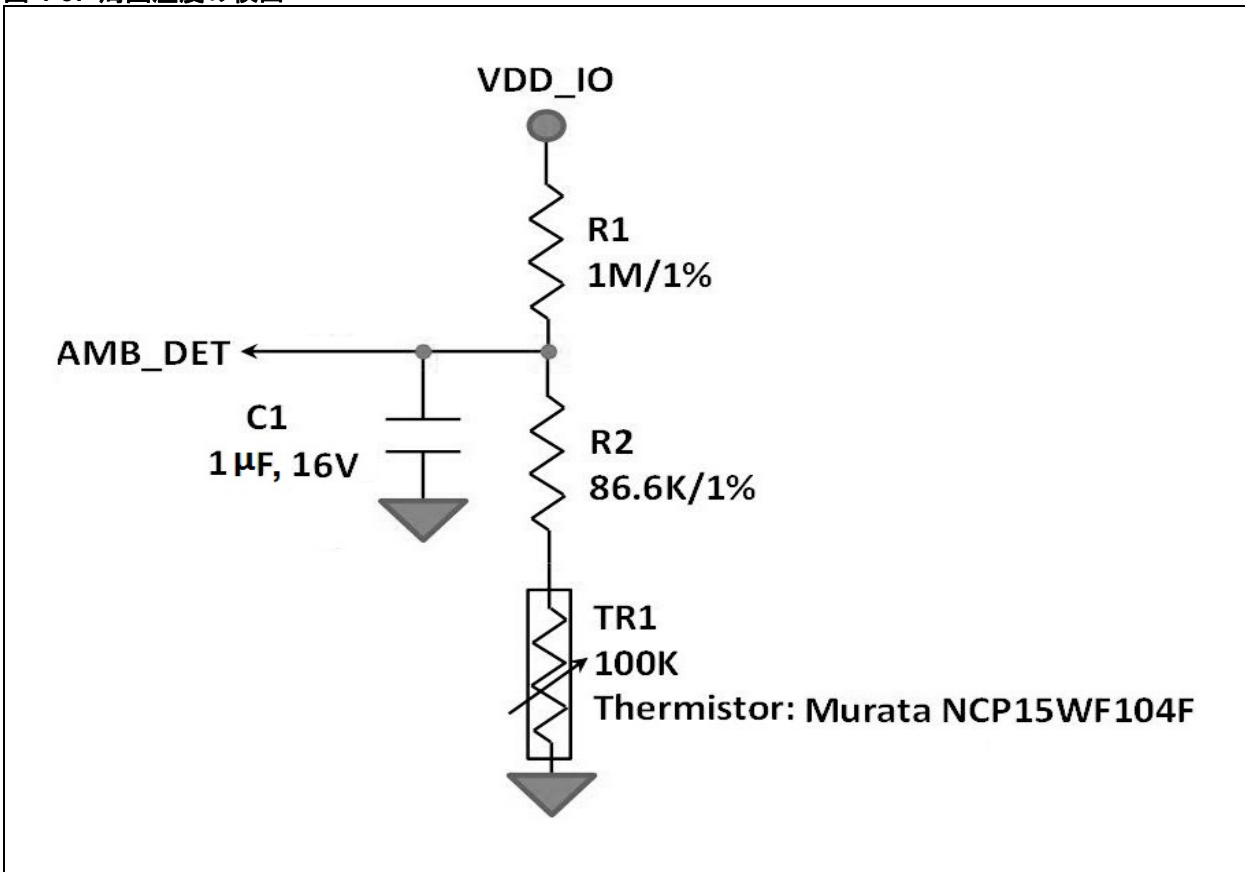 VDD_IO
R1
1M/1%
AMB_DET
C1
1μF, 16V
R2
86.6K/1%
TR1
100K
Thermistor: Murata NCP15WF104F